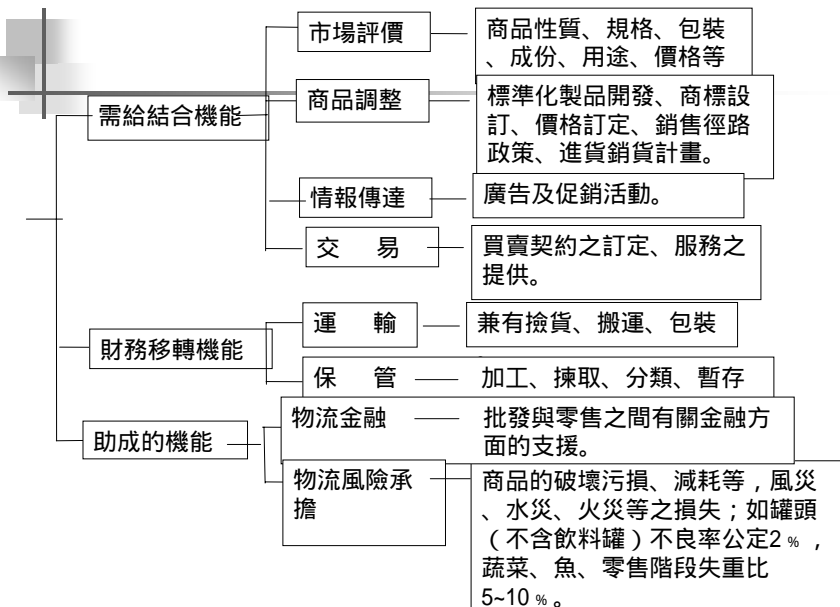 需給結合機能
市場評價
商品性質、規格、包裝
、成份、用途、價格等
商品調整
標準化製品開發、商標設
訂、價格訂定、銷售徑路
政策、進貨銷貨計畫。
情報傳達
廣告及促銷活動。
交 易
買賣契約之訂定、服務之
提供。
財務移轉機能
運 輸
兼有撿貨、搬運、包裝
保 管
加工、揀取、分類、暫存
助成的機能
物流金融
批發與零售之間有關金融方
面的支援。
物流風險承
擔
商品的破壞污損、減耗等，風災
、水災、火災等之損失；如罐頭
（不含飲料罐）不良率公定2﹪，
蔬菜、魚、零售階段失重比
5~10﹪。